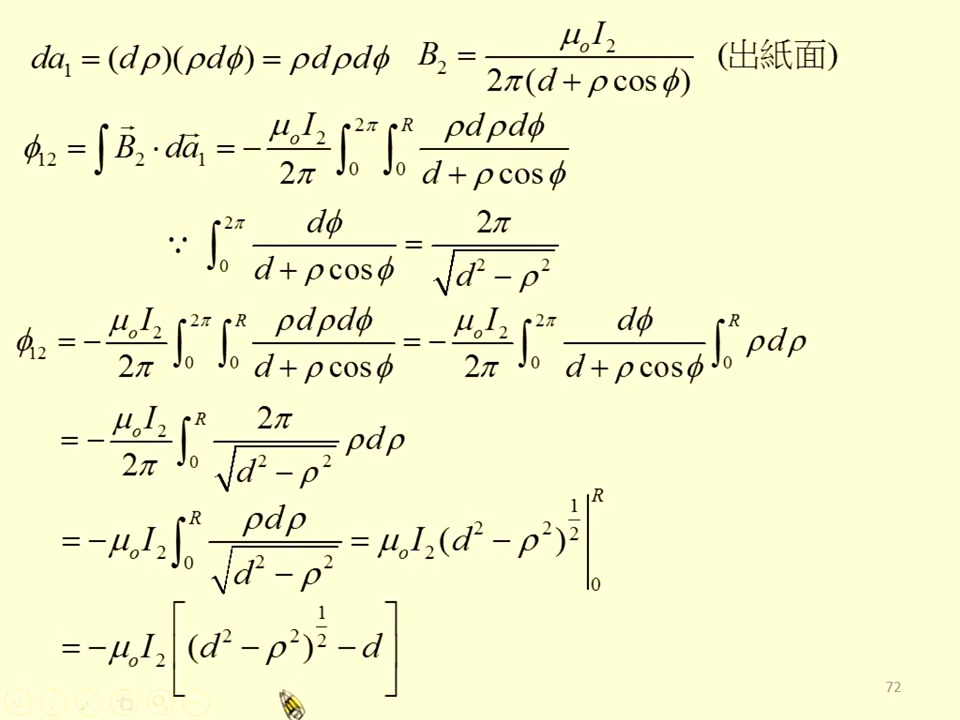 da₁ = (dρ)(ρdϕ) = ρdρdϕ  B₂ = μₒI₂ / 2π(d + ρcosϕ)  (出紙面)
ϕ₁₂ = ∫ B⃗₂ · da⃗₁ = − μₒI₂/2π ∫₀^{2π} ∫₀^{R} ρdρdϕ / (d + ρcosϕ)
∵ ∫₀^{2π} dϕ / (d + ρcosϕ) = 2π / √(d² − ρ²)
ϕ₁₂ = − μₒI₂/2π ∫₀^{2π} ∫₀^{R} ρdρdϕ / (d + ρcosϕ) = − μₒI₂/2π ∫₀^{2π} dϕ / (d + ρcosϕ) ∫₀^{R} ρdρ
= − μₒI₂/2π ∫₀^{R} 2π / √(d² − ρ²) ρdρ
= −μₒI₂ ∫₀^{R} ρdρ / √(d² − ρ²) = μₒI₂(d² − ρ²)^{1/2} |₀^{R}
= −μₒI₂ [(d² − ρ²)^{1/2} − d]
72